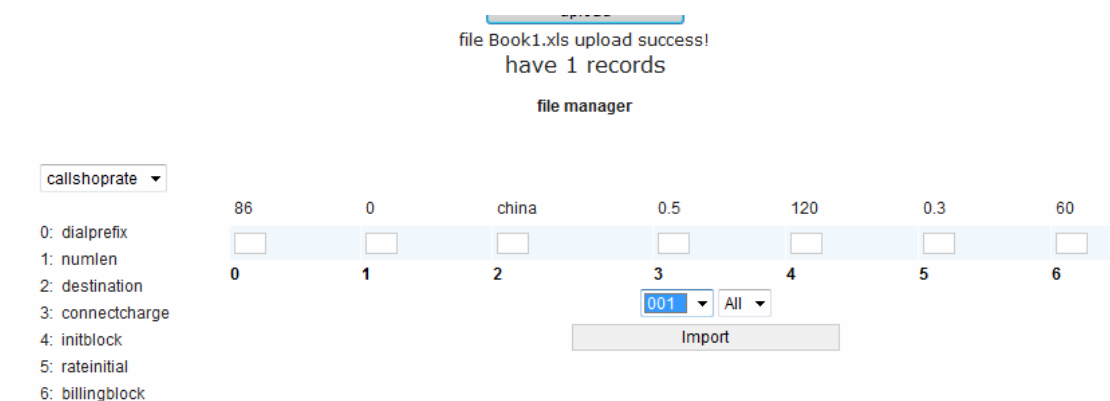 upload
file Book1.xls upload success!
have 1 records
file manager
callshoprate
86 0 china 0.5 120 0.3 60
0: dialprefix
1: numlen
0 1 2 3 4 5 6
2: destination
001 All
3: connectcharge
Import
4: initblock
5: rateinitial
6: billingblock